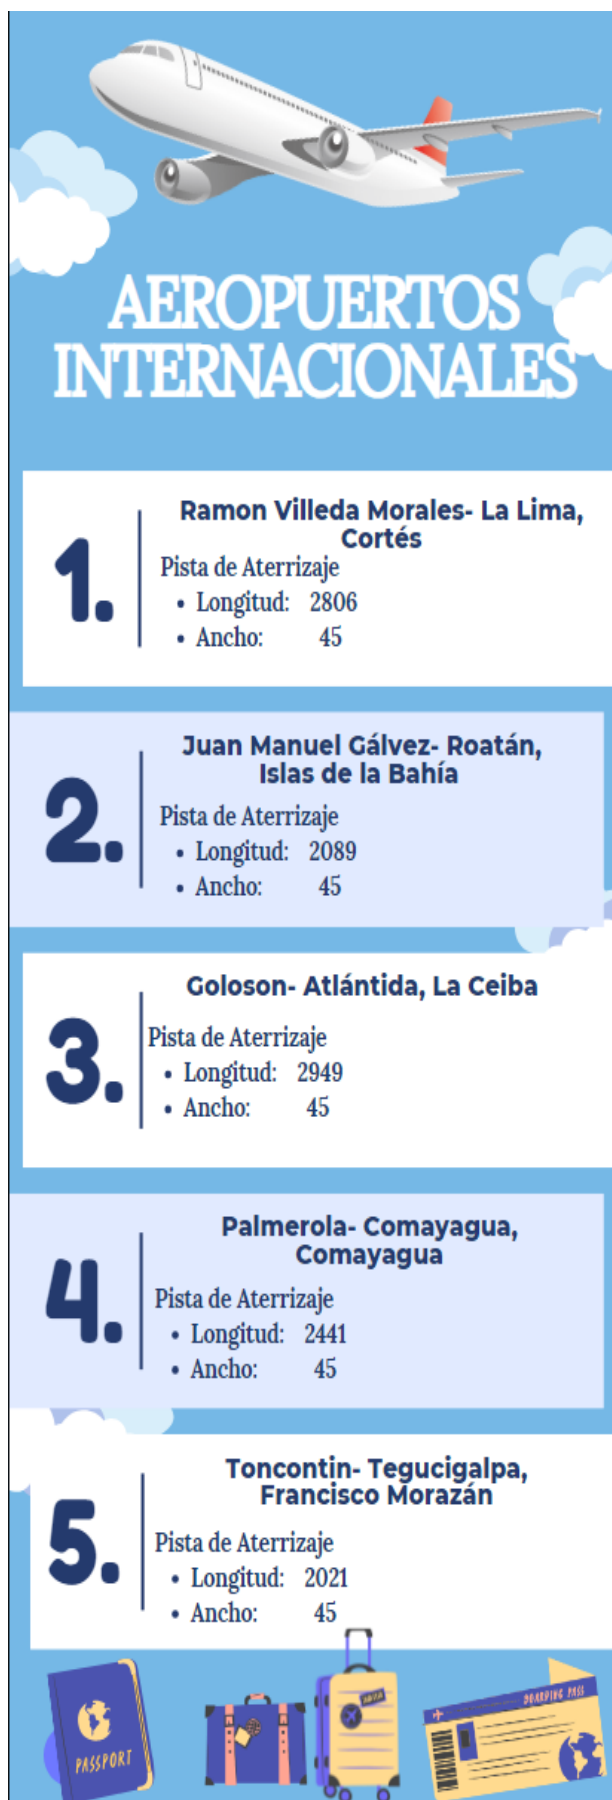 AEROPUERTOS
INTERNACIONALES
1.
Ramon Villeda Morales- La Lima,
Cortés
Pista de Aterrizaje
• Longitud: 2806
• Ancho: 45
2.
Juan Manuel Gálvez- Roatán,
Islas de la Bahía
Pista de Aterrizaje
• Longitud: 2089
• Ancho: 45
3.
Goloson- Atlántida, La Ceiba
Pista de Aterrizaje
• Longitud: 2949
• Ancho: 45
4.
Palmerola- Comayagua,
Comayagua
Pista de Aterrizaje
• Longitud: 2441
• Ancho: 45
5.
Toncontin- Tegucigalpa,
Francisco Morazán
Pista de Aterrizaje
• Longitud: 2021
• Ancho: 45
PASSPORT
BOARDING PASS